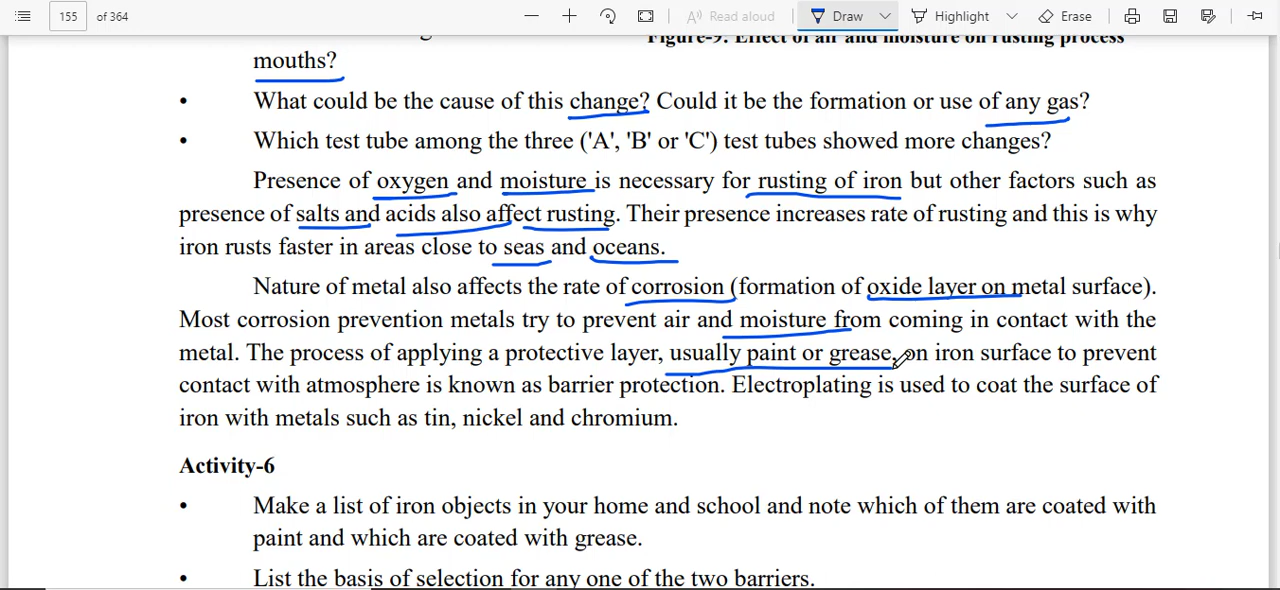 155 of 364 Read aloud Draw Highlight Erase
Figure-9: Effect of air and moisture on rusting process
mouths?
• What could be the cause of this change? Could it be the formation or use of any gas?
• Which test tube among the three ('A', 'B' or 'C') test tubes showed more changes?
Presence of oxygen and moisture is necessary for rusting of iron but other factors such as
presence of salts and acids also affect rusting. Their presence increases rate of rusting and this is why
iron rusts faster in areas close to seas and oceans.
Nature of metal also affects the rate of corrosion (formation of oxide layer on metal surface).
Most corrosion prevention metals try to prevent air and moisture from coming in contact with the
metal. The process of applying a protective layer, usually paint or grease, on iron surface to prevent
contact with atmosphere is known as barrier protection. Electroplating is used to coat the surface of
iron with metals such as tin, nickel and chromium.
Activity-6
• Make a list of iron objects in your home and school and note which of them are coated with
paint and which are coated with grease.
• List the basis of selection for any one of the two barriers.